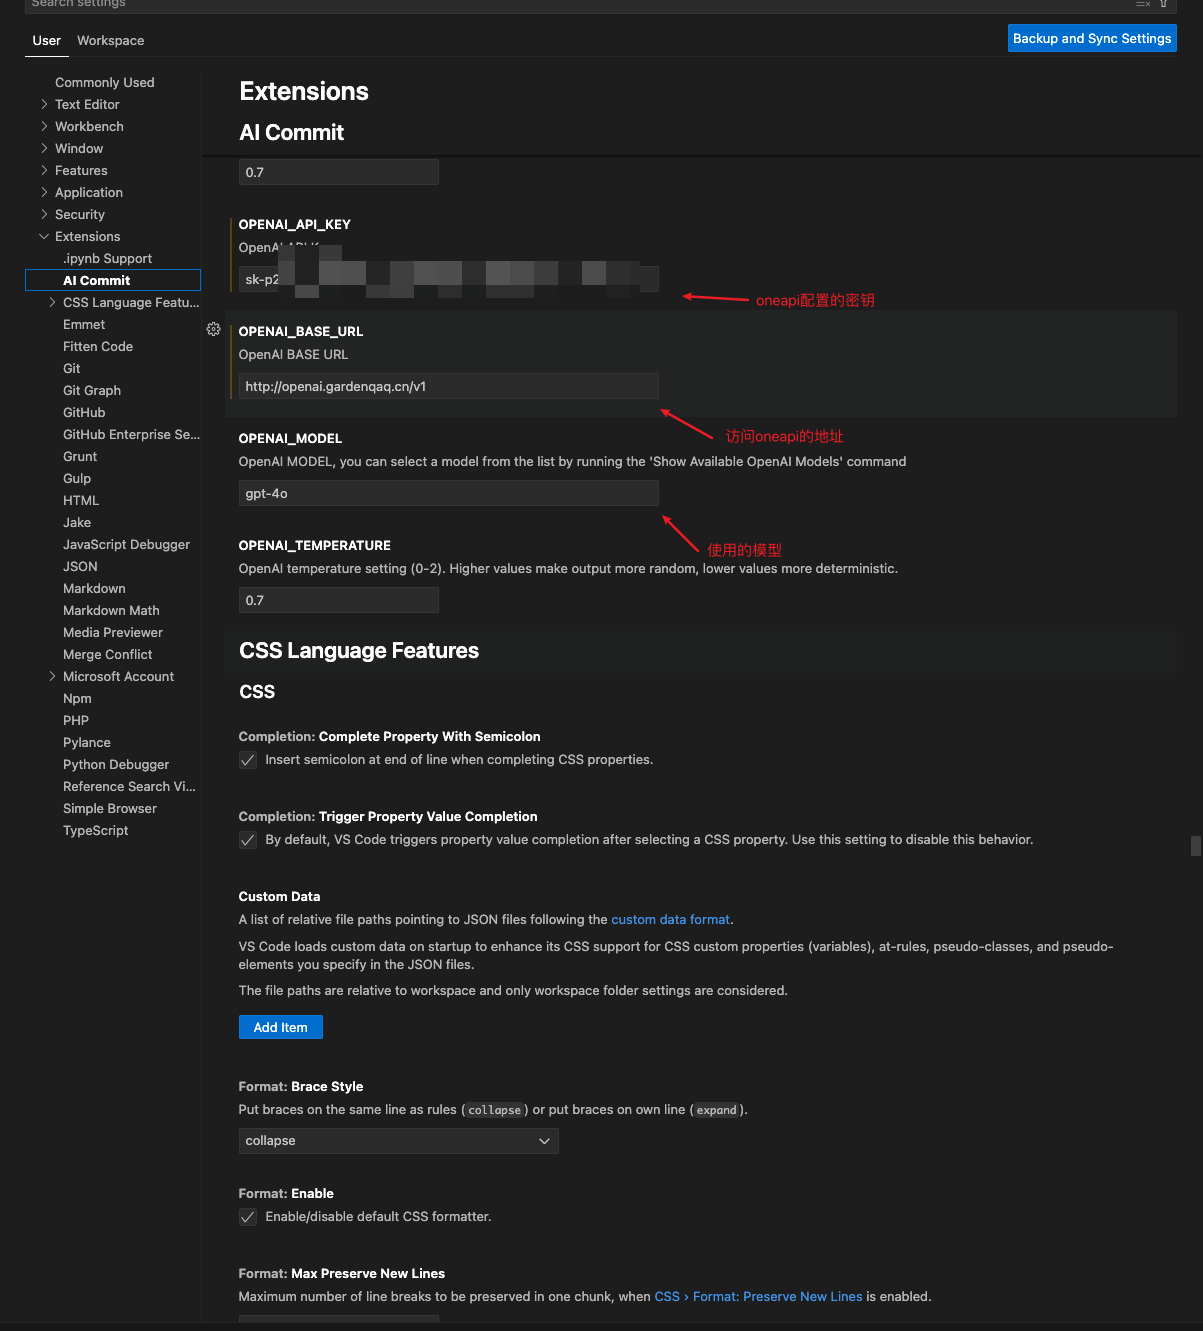 Search settings
User
Workspace
Backup and Sync Settings
Commonly Used
Text Editor
Workbench
Window
Features
Application
Security
Extensions
.ipynb Support
AI Commit
CSS Language Featu...
Emmet
Fitten Code
Git
Git Graph
GitHub
GitHub Enterprise Se...
Grunt
Gulp
HTML
Jake
JavaScript Debugger
JSON
Markdown
Markdown Math
Media Previewer
Merge Conflict
Microsoft Account
Npm
PHP
Pylance
Python Debugger
Reference Search Vi...
Simple Browser
TypeScript
Extensions
AI Commit
0.7
OPENAI_API_KEY
sk-p2
oneapi配置的密钥
OPENAI_BASE_URL
OpenAI BASE URL
http://openai.gardenqaq.cn/v1
访问oneapi的地址
OPENAI_MODEL
OpenAI MODEL, you can select a model from the list by running the 'Show Available OpenAI Models' command
gpt-4o
使用的模型
OPENAI_TEMPERATURE
OpenAI temperature setting (0-2). Higher values make output more random, lower values more deterministic.
0.7
CSS Language Features
CSS
Completion: Complete Property With Semicolon
Insert semicolon at end of line when completing CSS properties.
Completion: Trigger Property Value Completion
By default, VS Code triggers property value completion after selecting a CSS property. Use this setting to disable this behavior.
Custom Data
A list of relative file paths pointing to JSON files following the custom data format.
VS Code loads custom data on startup to enhance its CSS support for CSS custom properties (variables), at-rules, pseudo-classes, and pseudo-
elements you specify in the JSON files.
The file paths are relative to workspace and only workspace folder settings are considered.
Add Item
Format: Brace Style
Put braces on the same line as rules (collapse) or put braces on own line (expand).
collapse
Format: Enable
Enable/disable default CSS formatter.
Format: Max Preserve New Lines
Maximum number of line breaks to be preserved in one chunk, when CSS › Format: Preserve New Lines is enabled.